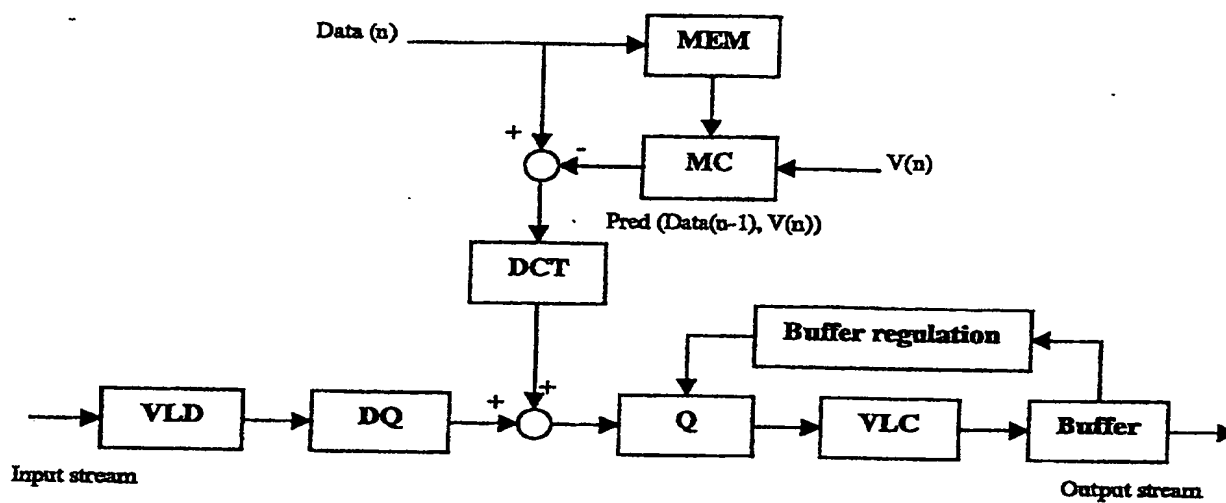 Data (n)
MEM
+
-
MC
V(n)
Pred (Data(n-1), V(n))
DCT
Buffer regulation
+
+
VLD
DQ
Q
VLC
Buffer
Input stream
Output stream